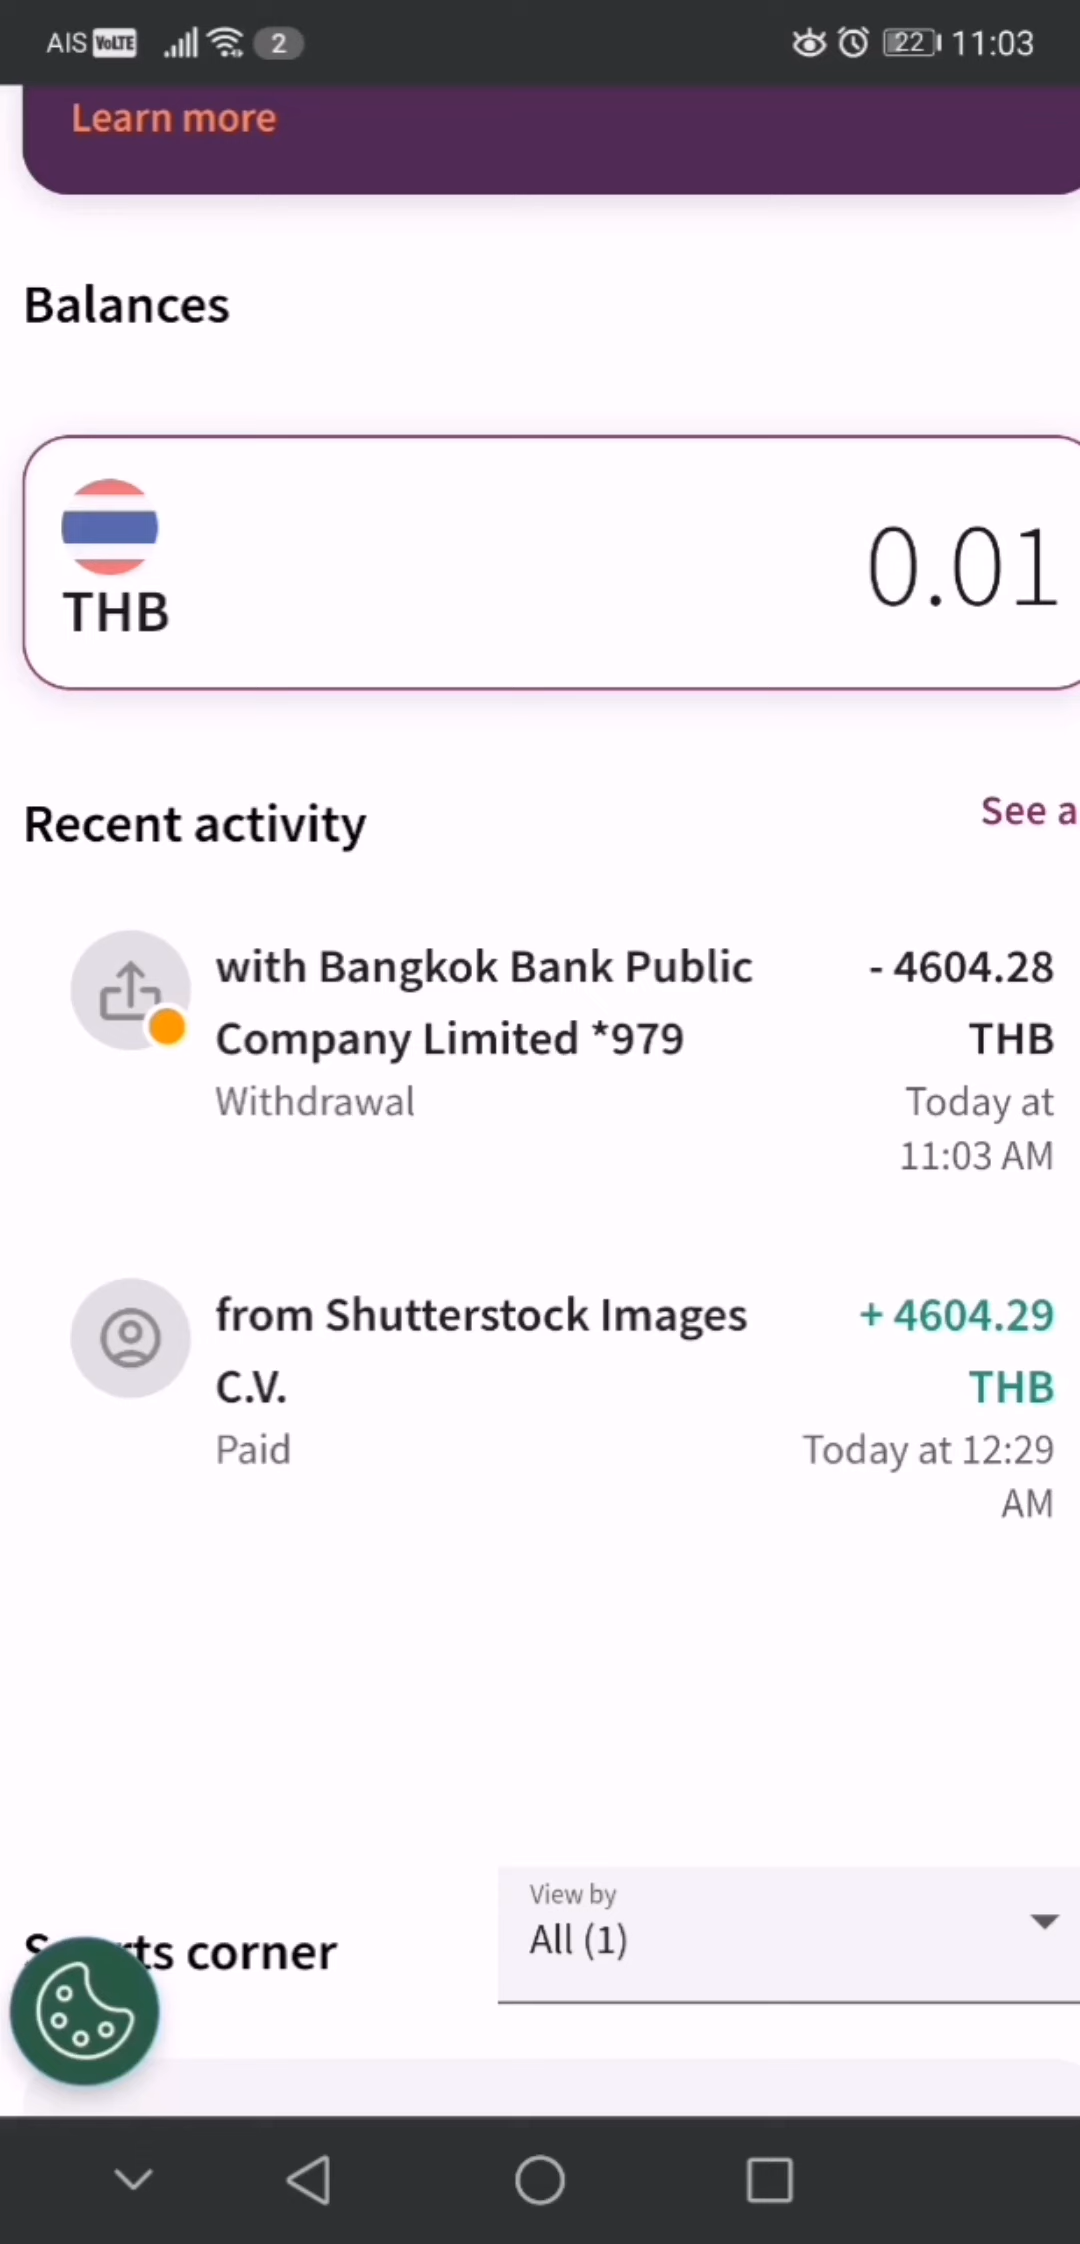 AIS VoLTE 2 22 11:03
Learn more
Balances
THB
0.01
Recent activity
See a
with Bangkok Bank Public
Company Limited *979
Withdrawal
- 4604.28
THB
Today at
11:03 AM
from Shutterstock Images
C.V.
Paid
+ 4604.29
THB
Today at 12:29
AM
View by
All (1)
corner